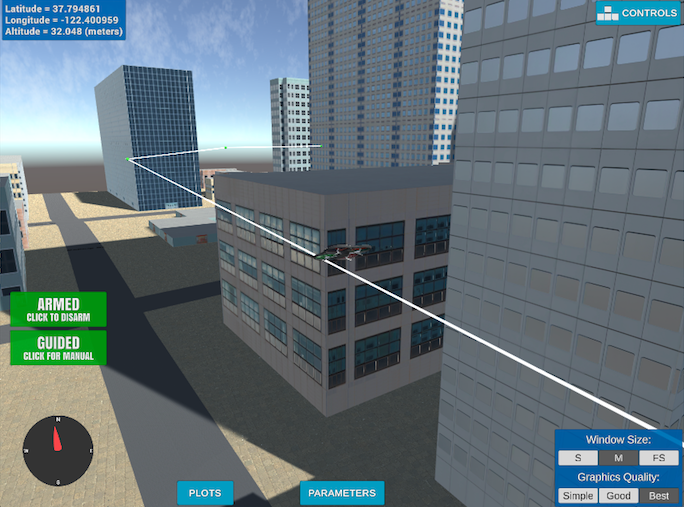 Latitude = 37.794861
Longitude = -122.400959
Altitude = 32.048 (meters)
CONTROLS
ARMED
CLICK TO DISARM
GUIDED
CLICK FOR MANUAL
N
S
PLOTS
PARAMETERS
Window Size:
S M FS
Graphics Quality:
Simple Good Best